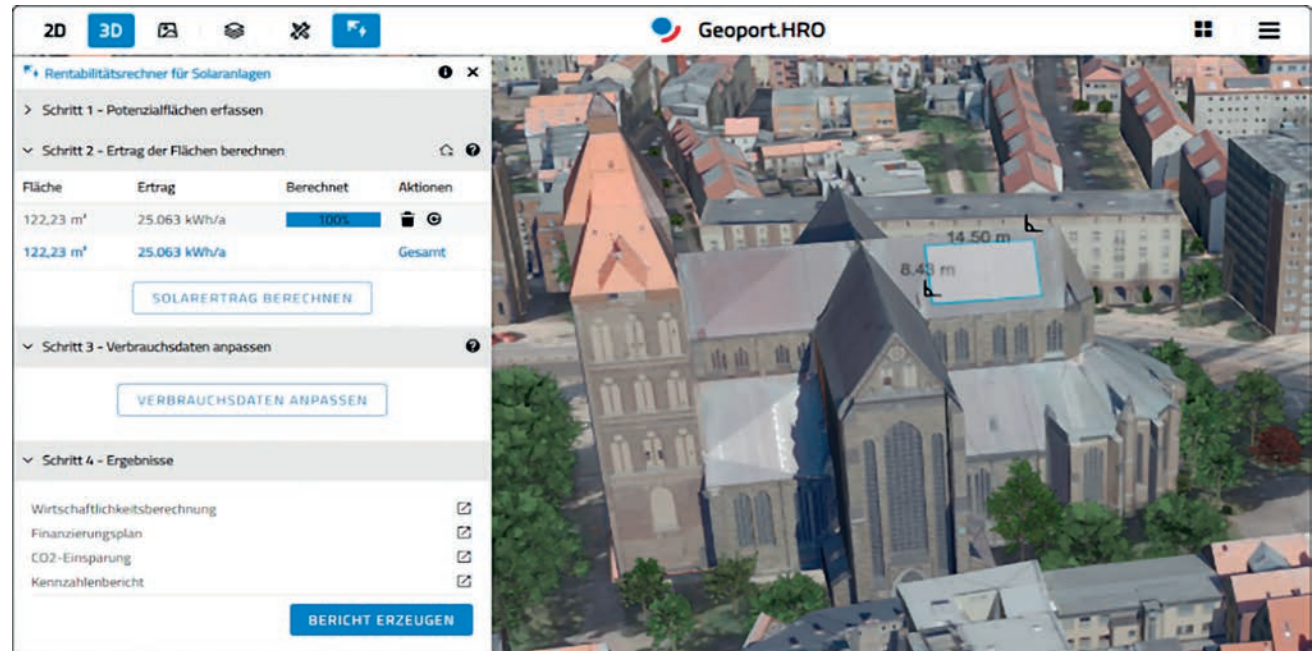 2D 3D Geoport.HRO
Rentabilitätsrechner für Solaranlagen
Schritt 1 - Potenzialflächen erfassen
Schritt 2 - Ertrag der Flächen berechnen
Fläche Ertrag Berechnet Aktionen
122,23 m² 25.063 kWh/a 100%
122,23 m² 25.063 kWh/a Gesamt
SOLARERTRAG BERECHNEN
Schritt 3 - Verbrauchsdaten anpassen
VERBRAUCHSDATEN ANPASSEN
Schritt 4 - Ergebnisse
Wirtschaftlichkeitsberechnung
Finanzierungsplan
CO2-Einsparung
Kennzahlenbericht
BERICHT ERZEUGEN
14.50 m
8.43 m